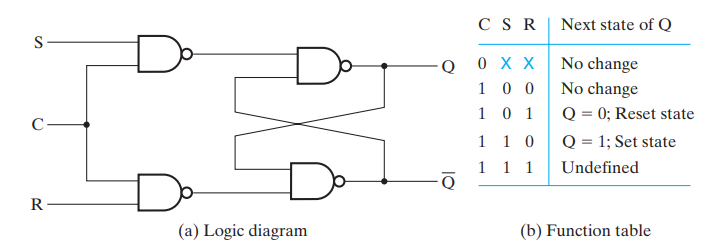 S
C
R
Q
Q̅
(a) Logic diagram
C S R Next state of Q
0 X X No change
1 0 0 No change
1 0 1 Q = 0; Reset state
1 1 0 Q = 1; Set state
1 1 1 Undefined
(b) Function table